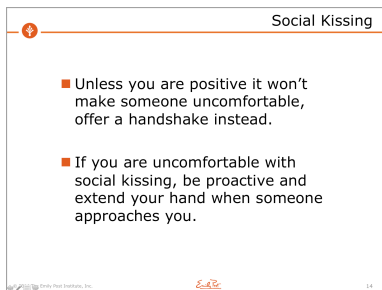 Social Kissing
Unless you are positive it won't
make someone uncomfortable,
offer a handshake instead.
If you are uncomfortable with
social kissing, be proactive and
extend your hand when someone
approaches you.
The Emily Post Institute, Inc.
14